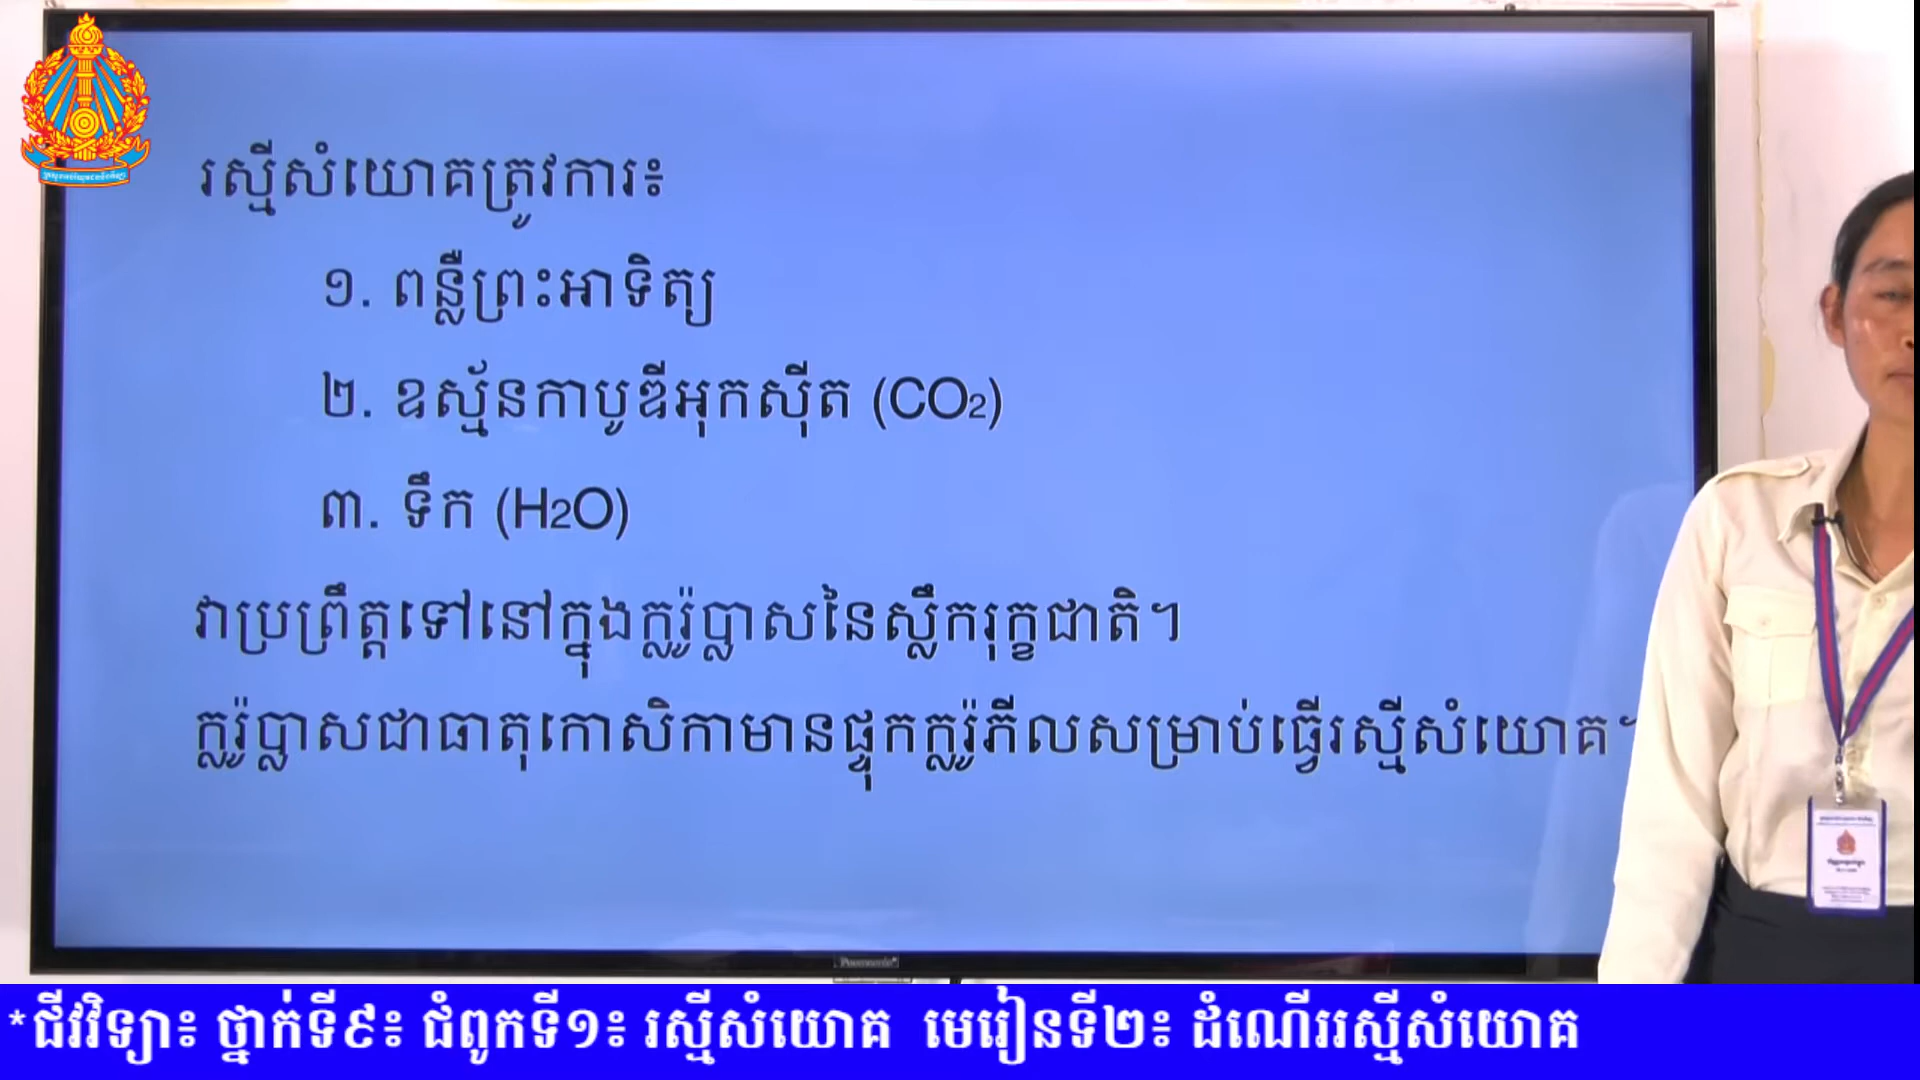 រស្មីសំយោគត្រូវការ៖
១. ពន្លឺព្រះអាទិត្យ
២. ឧស្ម័នកាបូឌីអុកស៊ីត (CO2)
៣. ទឹក (H2O)
វាប្រព្រឹត្តទៅនៅក្នុងក្លរ៉ូប្លាសនៃស្លឹករុក្ខជាតិ។
ក្លរ៉ូប្លាសជាធាតុកោសិកាមានផ្ទុកក្លរ៉ូភីលសម្រាប់ធ្វើរស្មីសំយោគ
*ជីវវិទ្យា៖ ថ្នាក់ទី៩៖ ជំពូកទី១៖ រស្មីសំយោគ មេរៀនទី២៖ ដំណើររស្មីសំយោគ